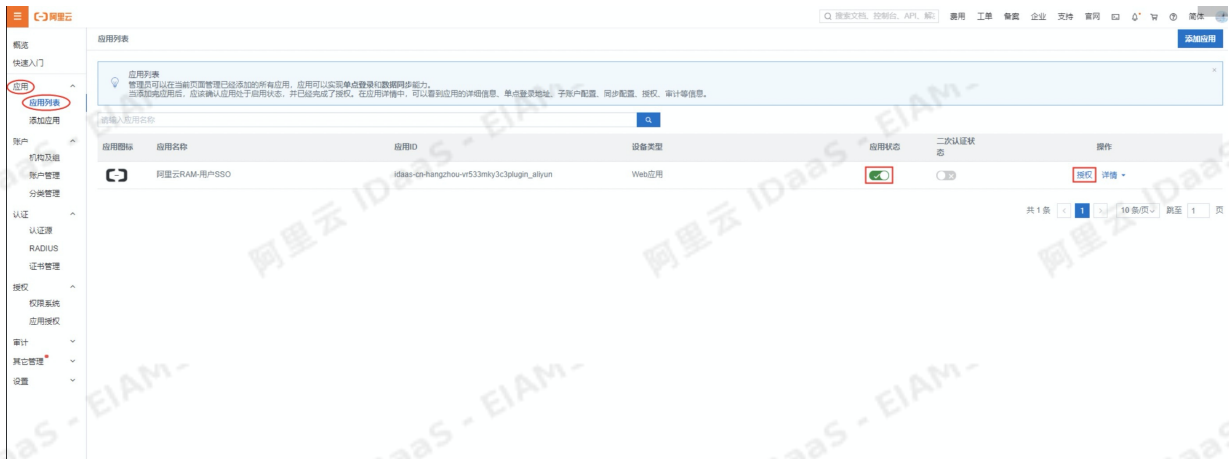 阿里云
搜索文档、控制台、API、解
费用 工单 备案 企业 支持 官网 简体
概览
快速入门
应用
应用列表
添加应用
账户
机构及组
账户管理
分类管理
认证
认证源
RADIUS
证书管理
授权
权限系统
应用授权
审计
其它管理
设置
应用列表
添加应用
应用列表
管理员可以在当前页面管理已经添加的所有应用，应用可以实现单点登录和数据同步能力。
当添加完应用后，应该确认应用处于启用状态，并已经完成了授权。在应用详情中，可以看到应用的详细信息、单点登录地址、子账户配置、同步配置、授权、审计等信息。
请输入应用名称
应用图标 应用名称 应用ID 设备类型 应用状态 二次认证状态 操作
阿里云RAM-用户SSO idaas-cn-hangzhou-vr533mky3c3plugin_aliyun Web应用 授权 详情
共1条 < 1 > 10 条/页 跳至 1 页
阿里云 IDaaS - EIAM-
阿里云 IDaaS - EIAM-
阿里云 IDaaS